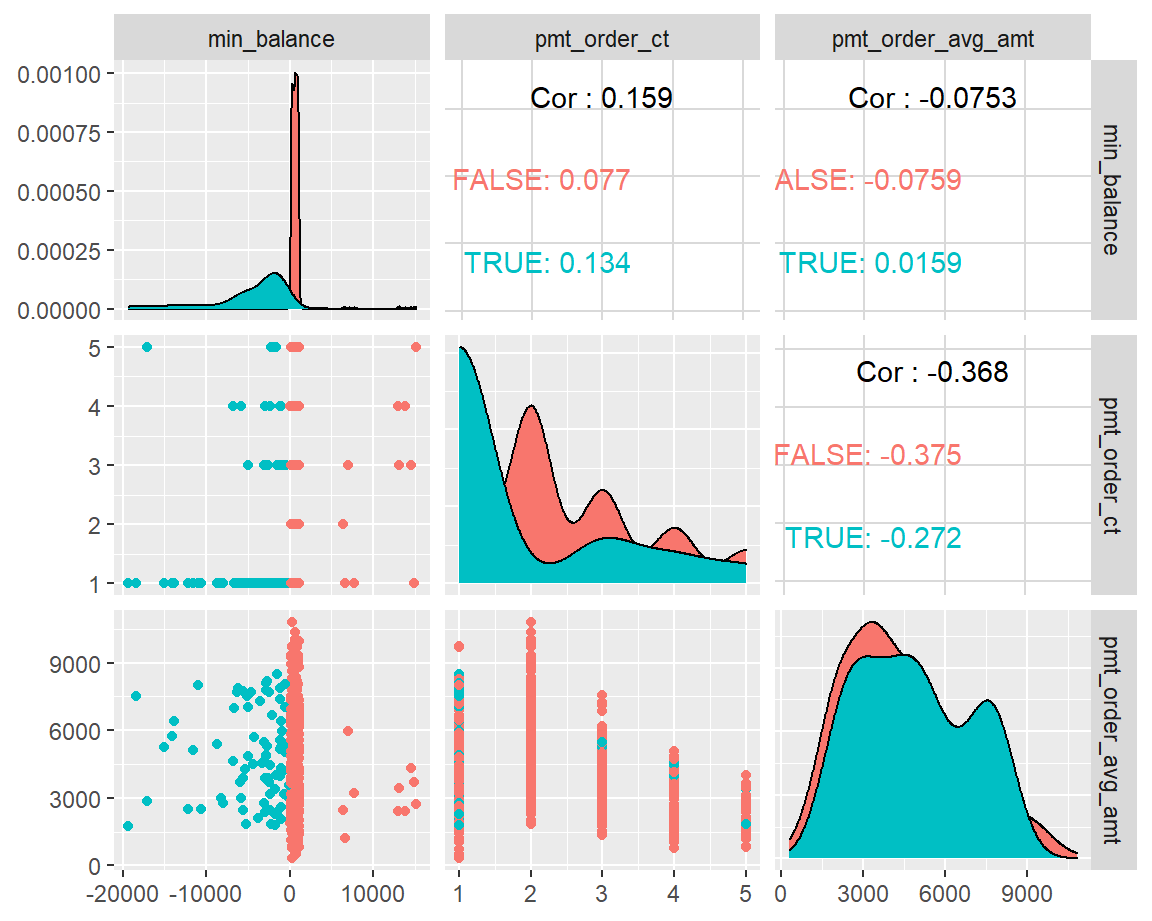 min_balance pmt_order_ct pmt_order_avg_amt
0.00100
0.00075
0.00050
0.00025
0.00000
Cor : 0.159
FALSE: 0.077
TRUE: 0.134
Cor : -0.0753
ALSE: -0.0759
TRUE: 0.0159
min_balance
5
4
3
2
1
Cor : -0.368
FALSE: -0.375
TRUE: -0.272
pmt_order_ct
9000
6000
3000
0
pmt_order_avg_amt
-20000 -10000 0 10000 1 2 3 4 5 0 3000 6000 9000